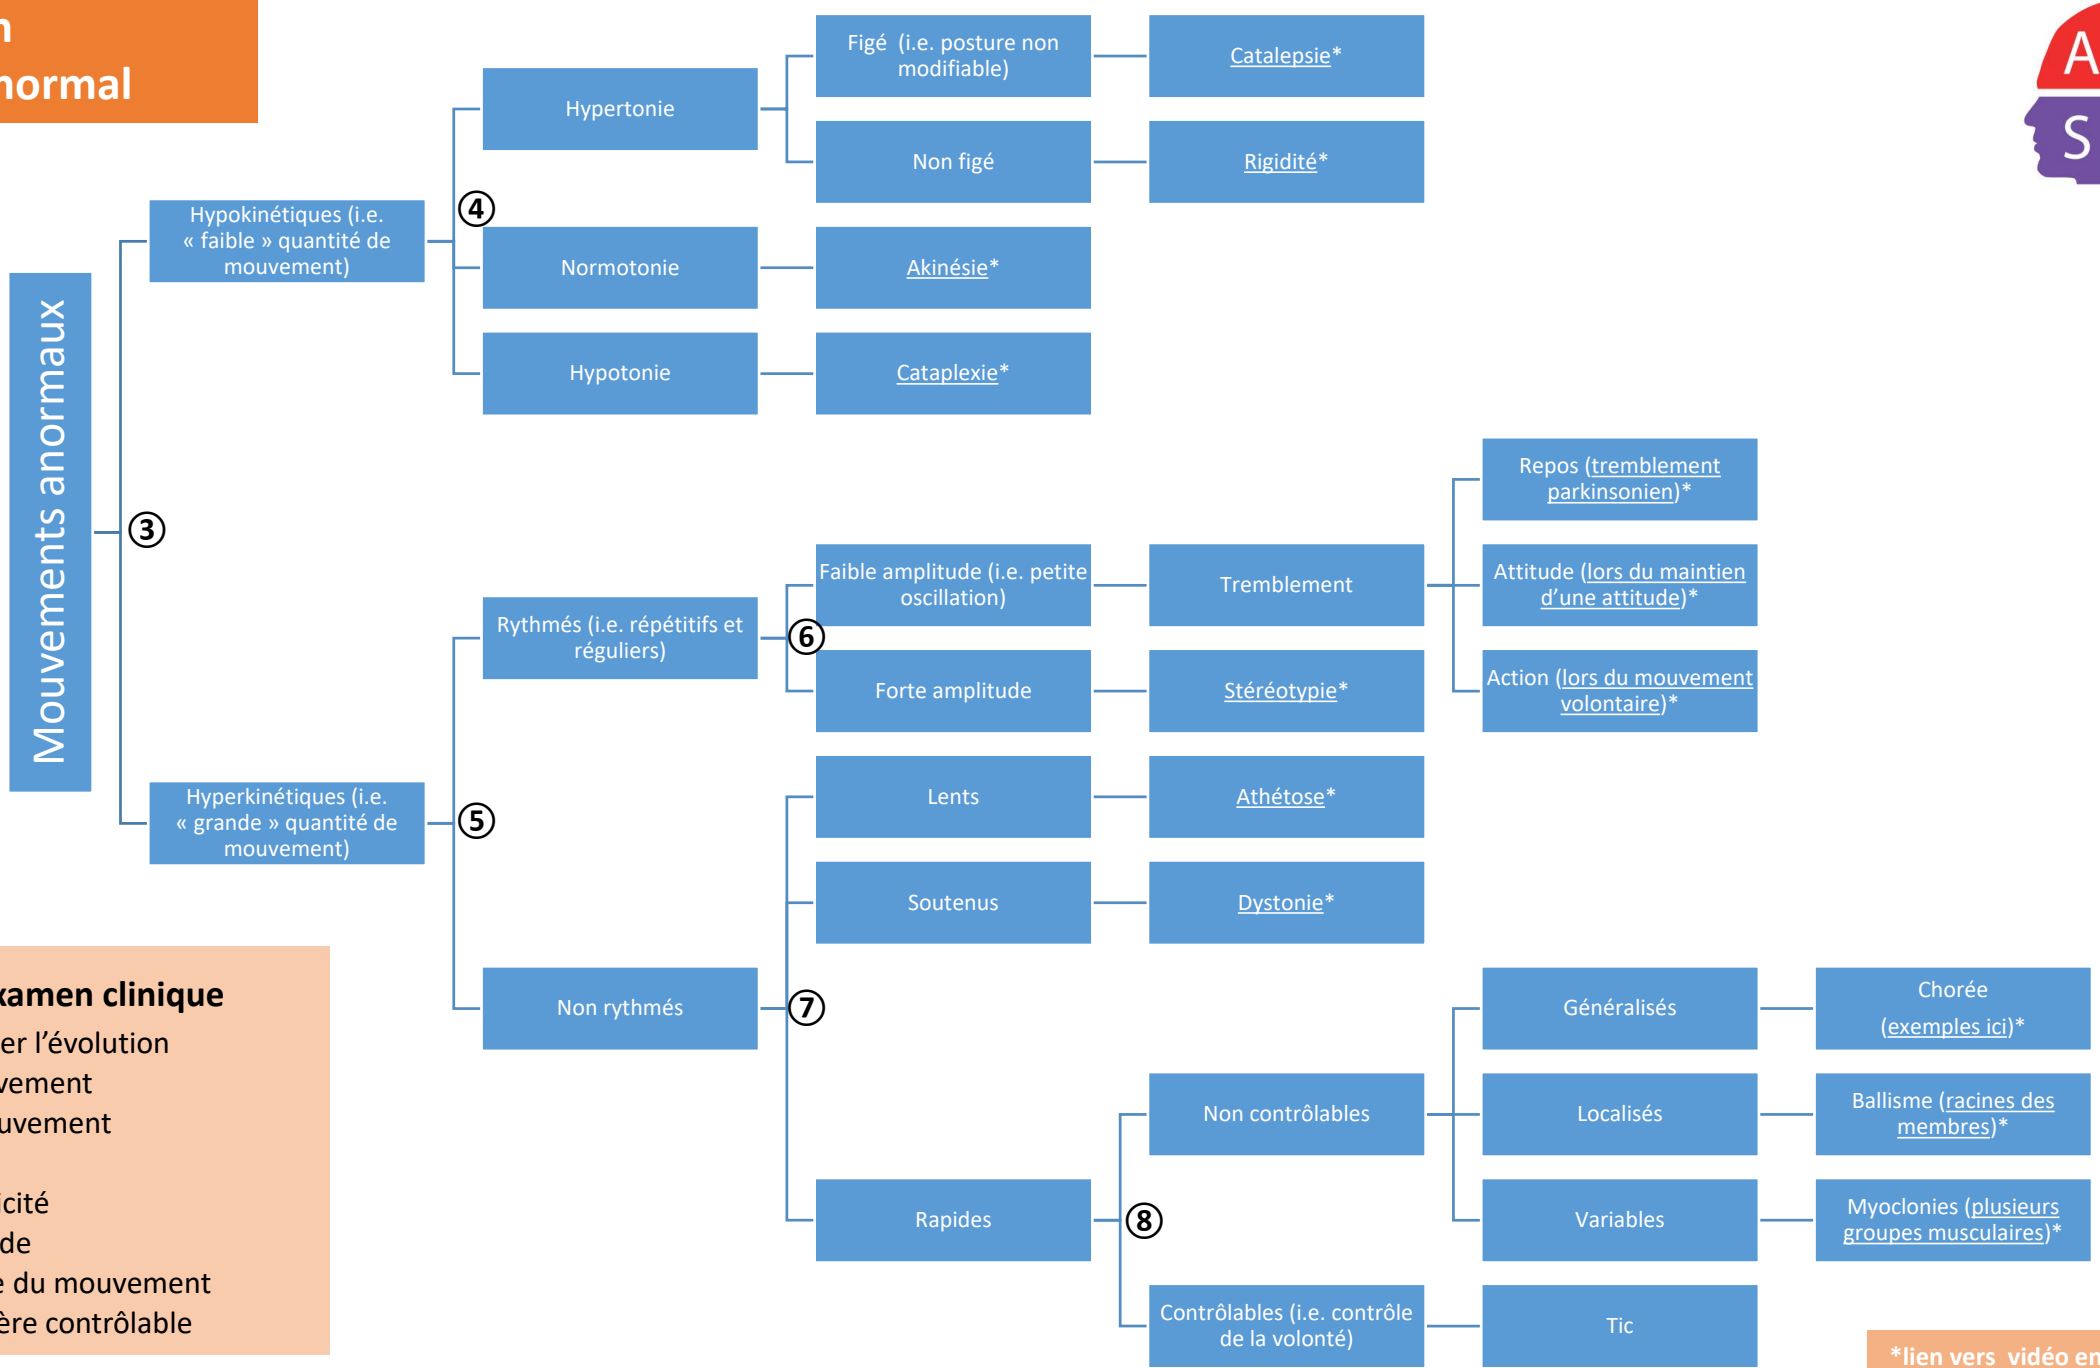 n
normal
A
S
Mouvements anormaux
③
Hypokinétiques (i.e.
« faible » quantité de
mouvement)
④
Hypertonie
Figé  (i.e. posture non
modifiable)
Catalepsie*
Non figé
Rigidité*
Normotonie
Akinésie*
Hypotonie
Cataplexie*
Hyperkinétiques (i.e.
« grande » quantité de
mouvement)
⑤
Rythmés (i.e. répétitifs et
réguliers)
⑥
Faible amplitude (i.e. petite
oscillation)
Tremblement
Repos (tremblement
parkinsonien)*
Attitude (lors du maintien
d'une attitude)*
Action (lors du mouvement
volontaire)*
Forte amplitude
Stéréotypie*
Non rythmés
⑦
Lents
Athétose*
Soutenus
Dystonie*
Rapides
⑧
Non contrôlables
Généralisés
Chorée
(exemples ici)*
Localisés
Ballisme (racines des
membres)*
Variables
Myoclonies (plusieurs
groupes musculaires)*
Contrôlables (i.e. contrôle
de la volonté)
Tic
xamen clinique
er l'évolution
vement
uvement
icité
de
e du mouvement
ère contrôlable
*lien vers  vidéo en